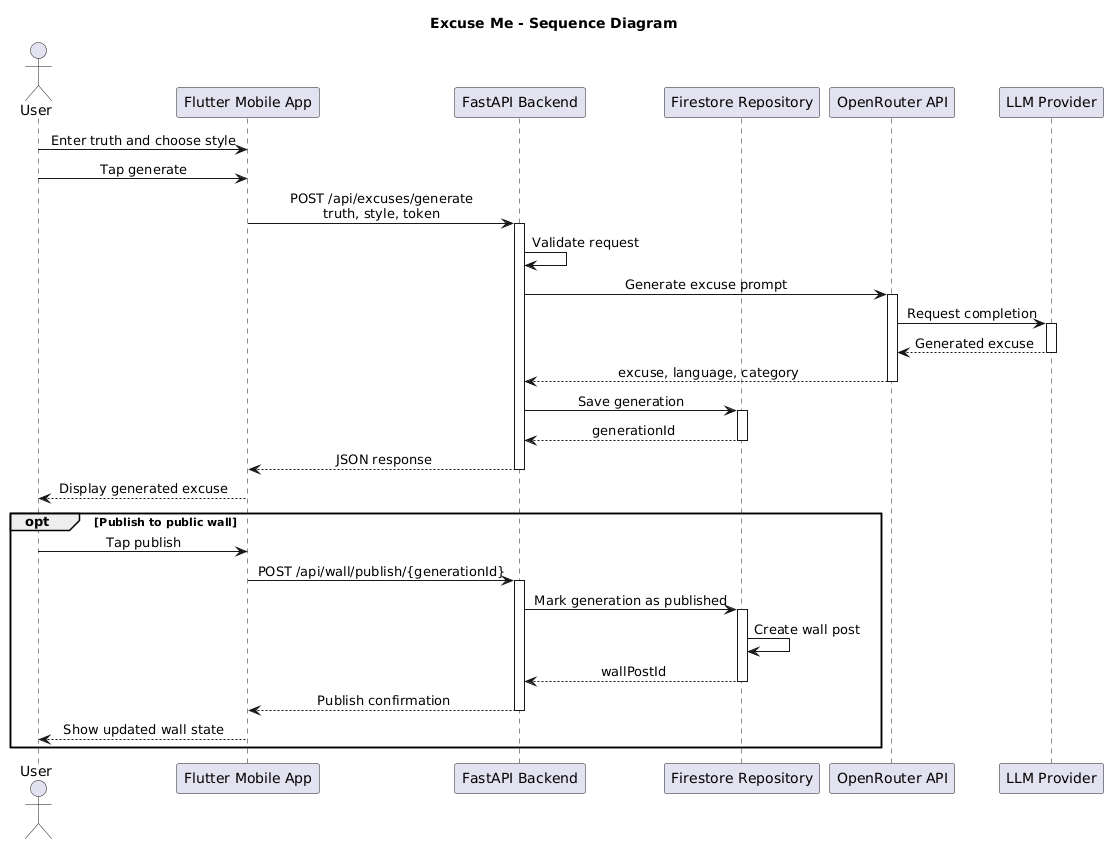 Excuse Me - Sequence Diagram
User
Flutter Mobile App
FastAPI Backend
Firestore Repository
OpenRouter API
LLM Provider
Enter truth and choose style
Tap generate
POST /api/excuses/generate
truth, style, token
Validate request
Generate excuse prompt
Request completion
Generated excuse
excuse, language, category
Save generation
generationId
JSON response
Display generated excuse
opt
[Publish to public wall]
Tap publish
POST /api/wall/publish/{generationId}
Mark generation as published
Create wall post
wallPostId
Publish confirmation
Show updated wall state
User
Flutter Mobile App
FastAPI Backend
Firestore Repository
OpenRouter API
LLM Provider